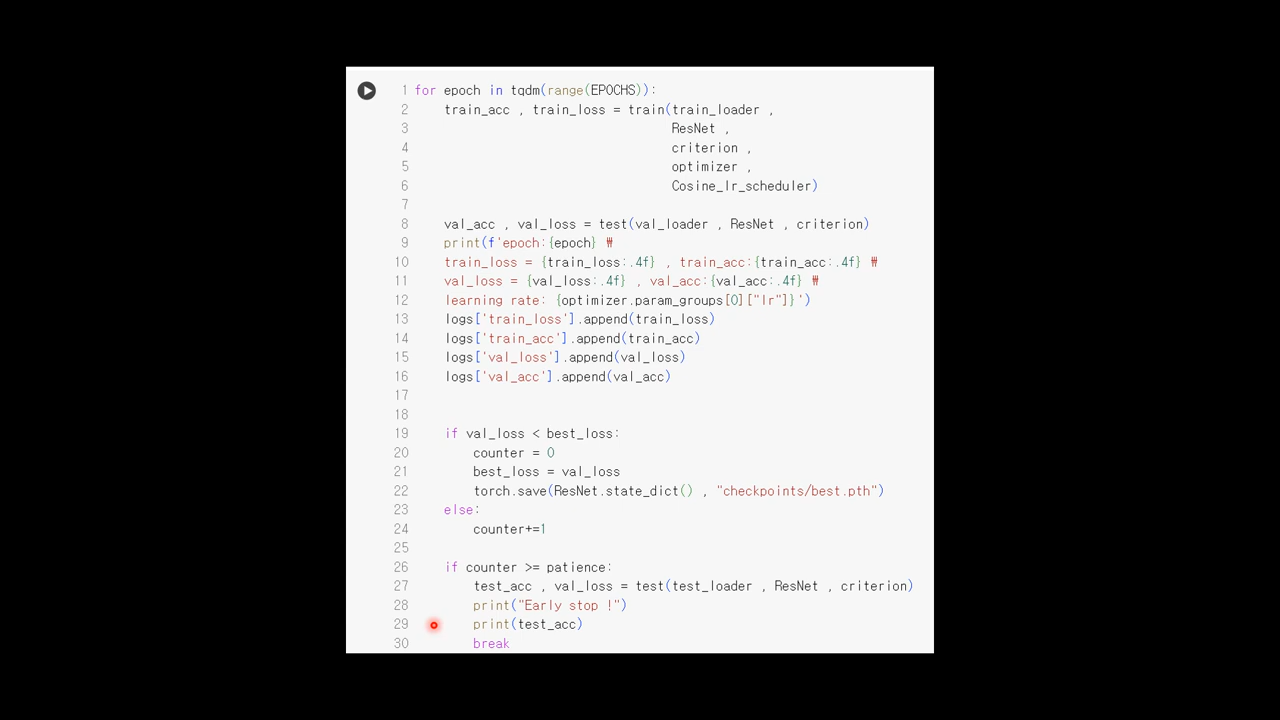 1 for epoch in tqdm(range(EPOCHS)):
2     train_acc , train_loss = train(train_loader ,
3                                    ResNet ,
4                                    criterion ,
5                                    optimizer ,
6                                    Cosine_lr_scheduler)
7
8     val_acc , val_loss = test(val_loader , ResNet , criterion)
9     print(f'epoch:{epoch} ₩
10     train_loss = {train_loss:.4f} , train_acc:{train_acc:.4f} ₩
11     val_loss = {val_loss:.4f} , val_acc:{val_acc:.4f} ₩
12     learning rate: {optimizer.param_groups[0]["lr"]}')
13     logs['train_loss'].append(train_loss)
14     logs['train_acc'].append(train_acc)
15     logs['val_loss'].append(val_loss)
16     logs['val_acc'].append(val_acc)
17
18
19     if val_loss < best_loss:
20         counter = 0
21         best_loss = val_loss
22         torch.save(ResNet.state_dict() , "checkpoints/best.pth")
23     else:
24         counter+=1
25
26     if counter >= patience:
27         test_acc , val_loss = test(test_loader , ResNet , criterion)
28         print("Early stop !")
29         print(test_acc)
30         break